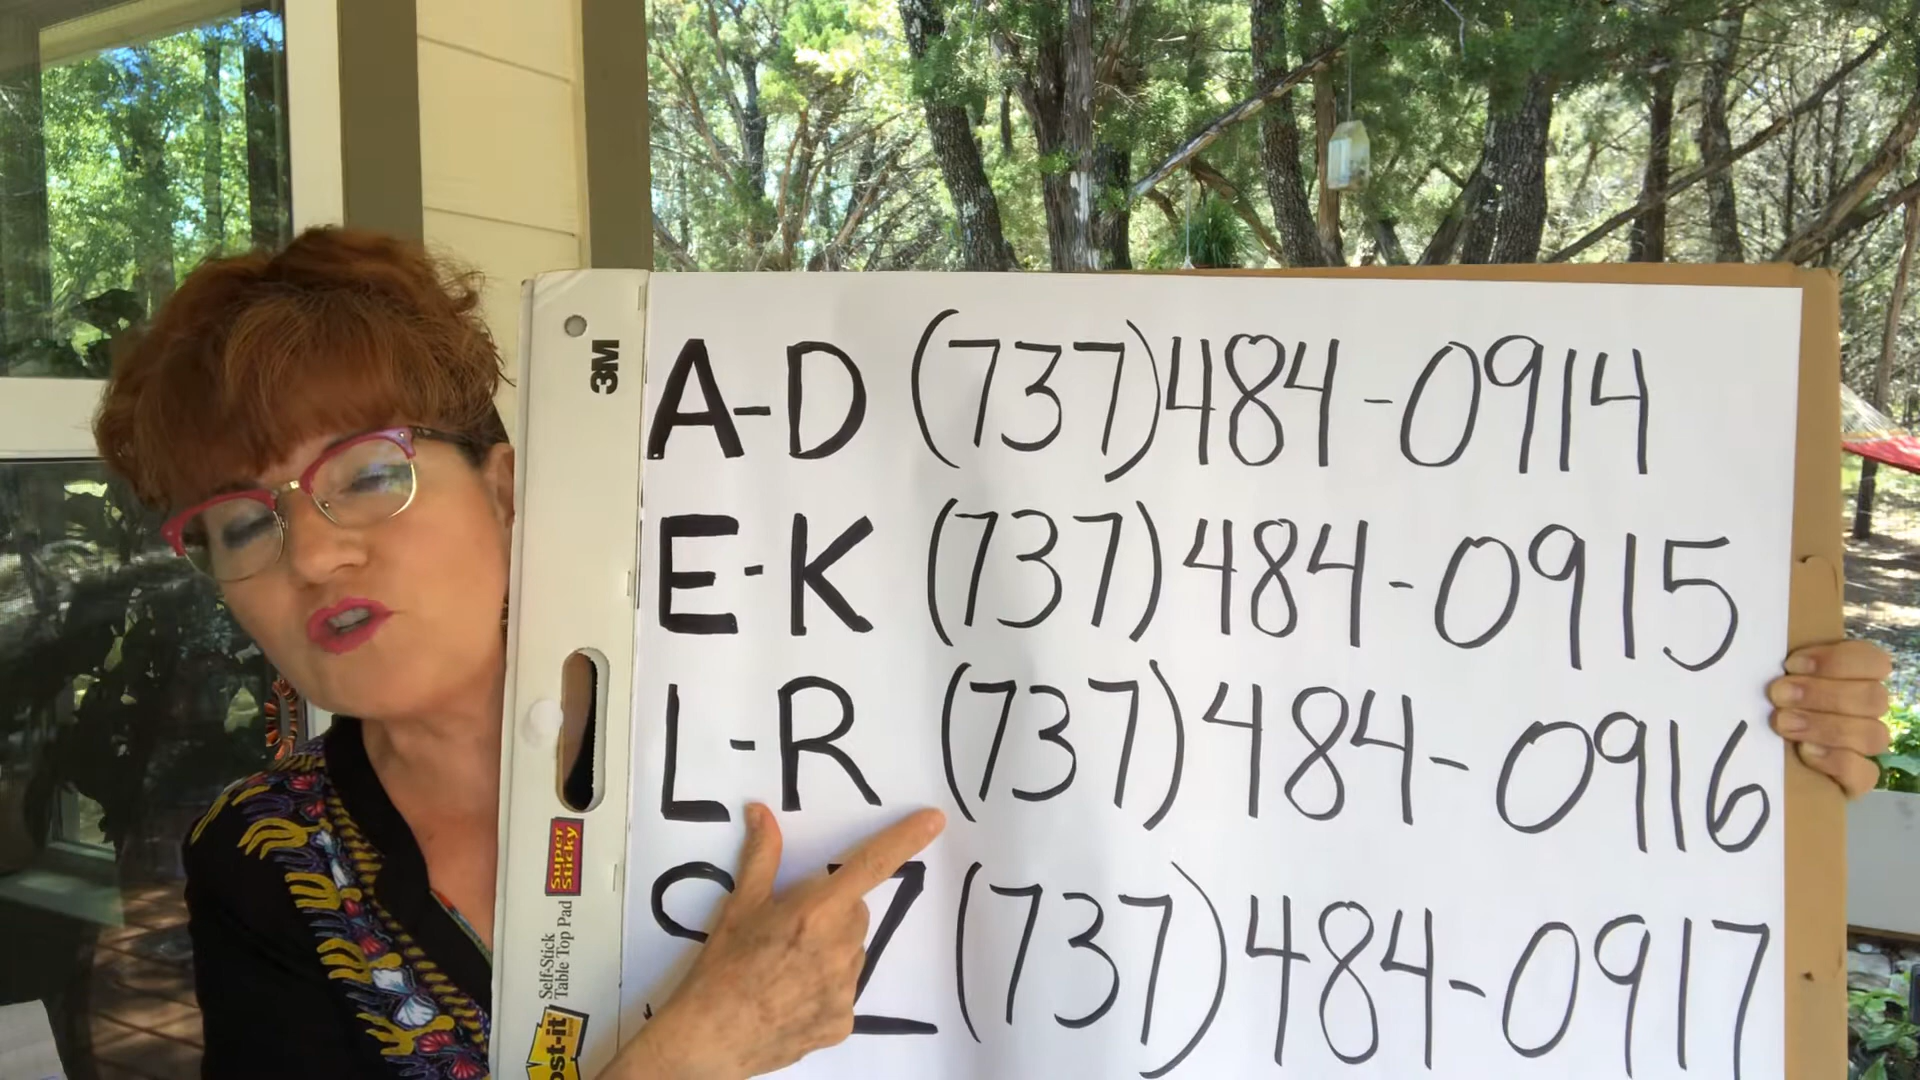 3M
A-D (737)484-0914
E-K (737)484-0915
L-R (737)484-0916
Z (737)484-0917
Super Sticky
Self-Stick
Table Top Pad